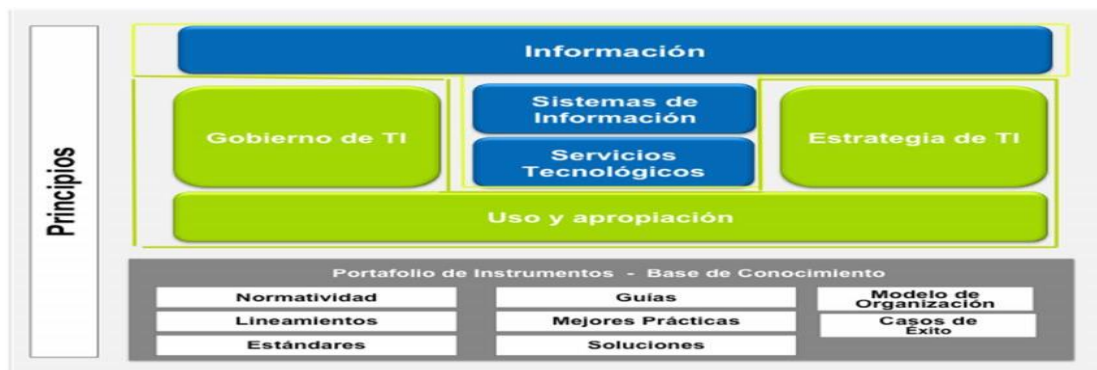 Principios
Información
Gobierno de TI
Sistemas de
Información
Servicios
Tecnológicos
Estrategia de TI
Uso y apropiación
Portafolio de Instrumentos - Base de Conocimiento
Normatividad
Guías
Modelo de
Organización
Lineamientos
Mejores Prácticas
Casos de
Éxito
Estándares
Soluciones